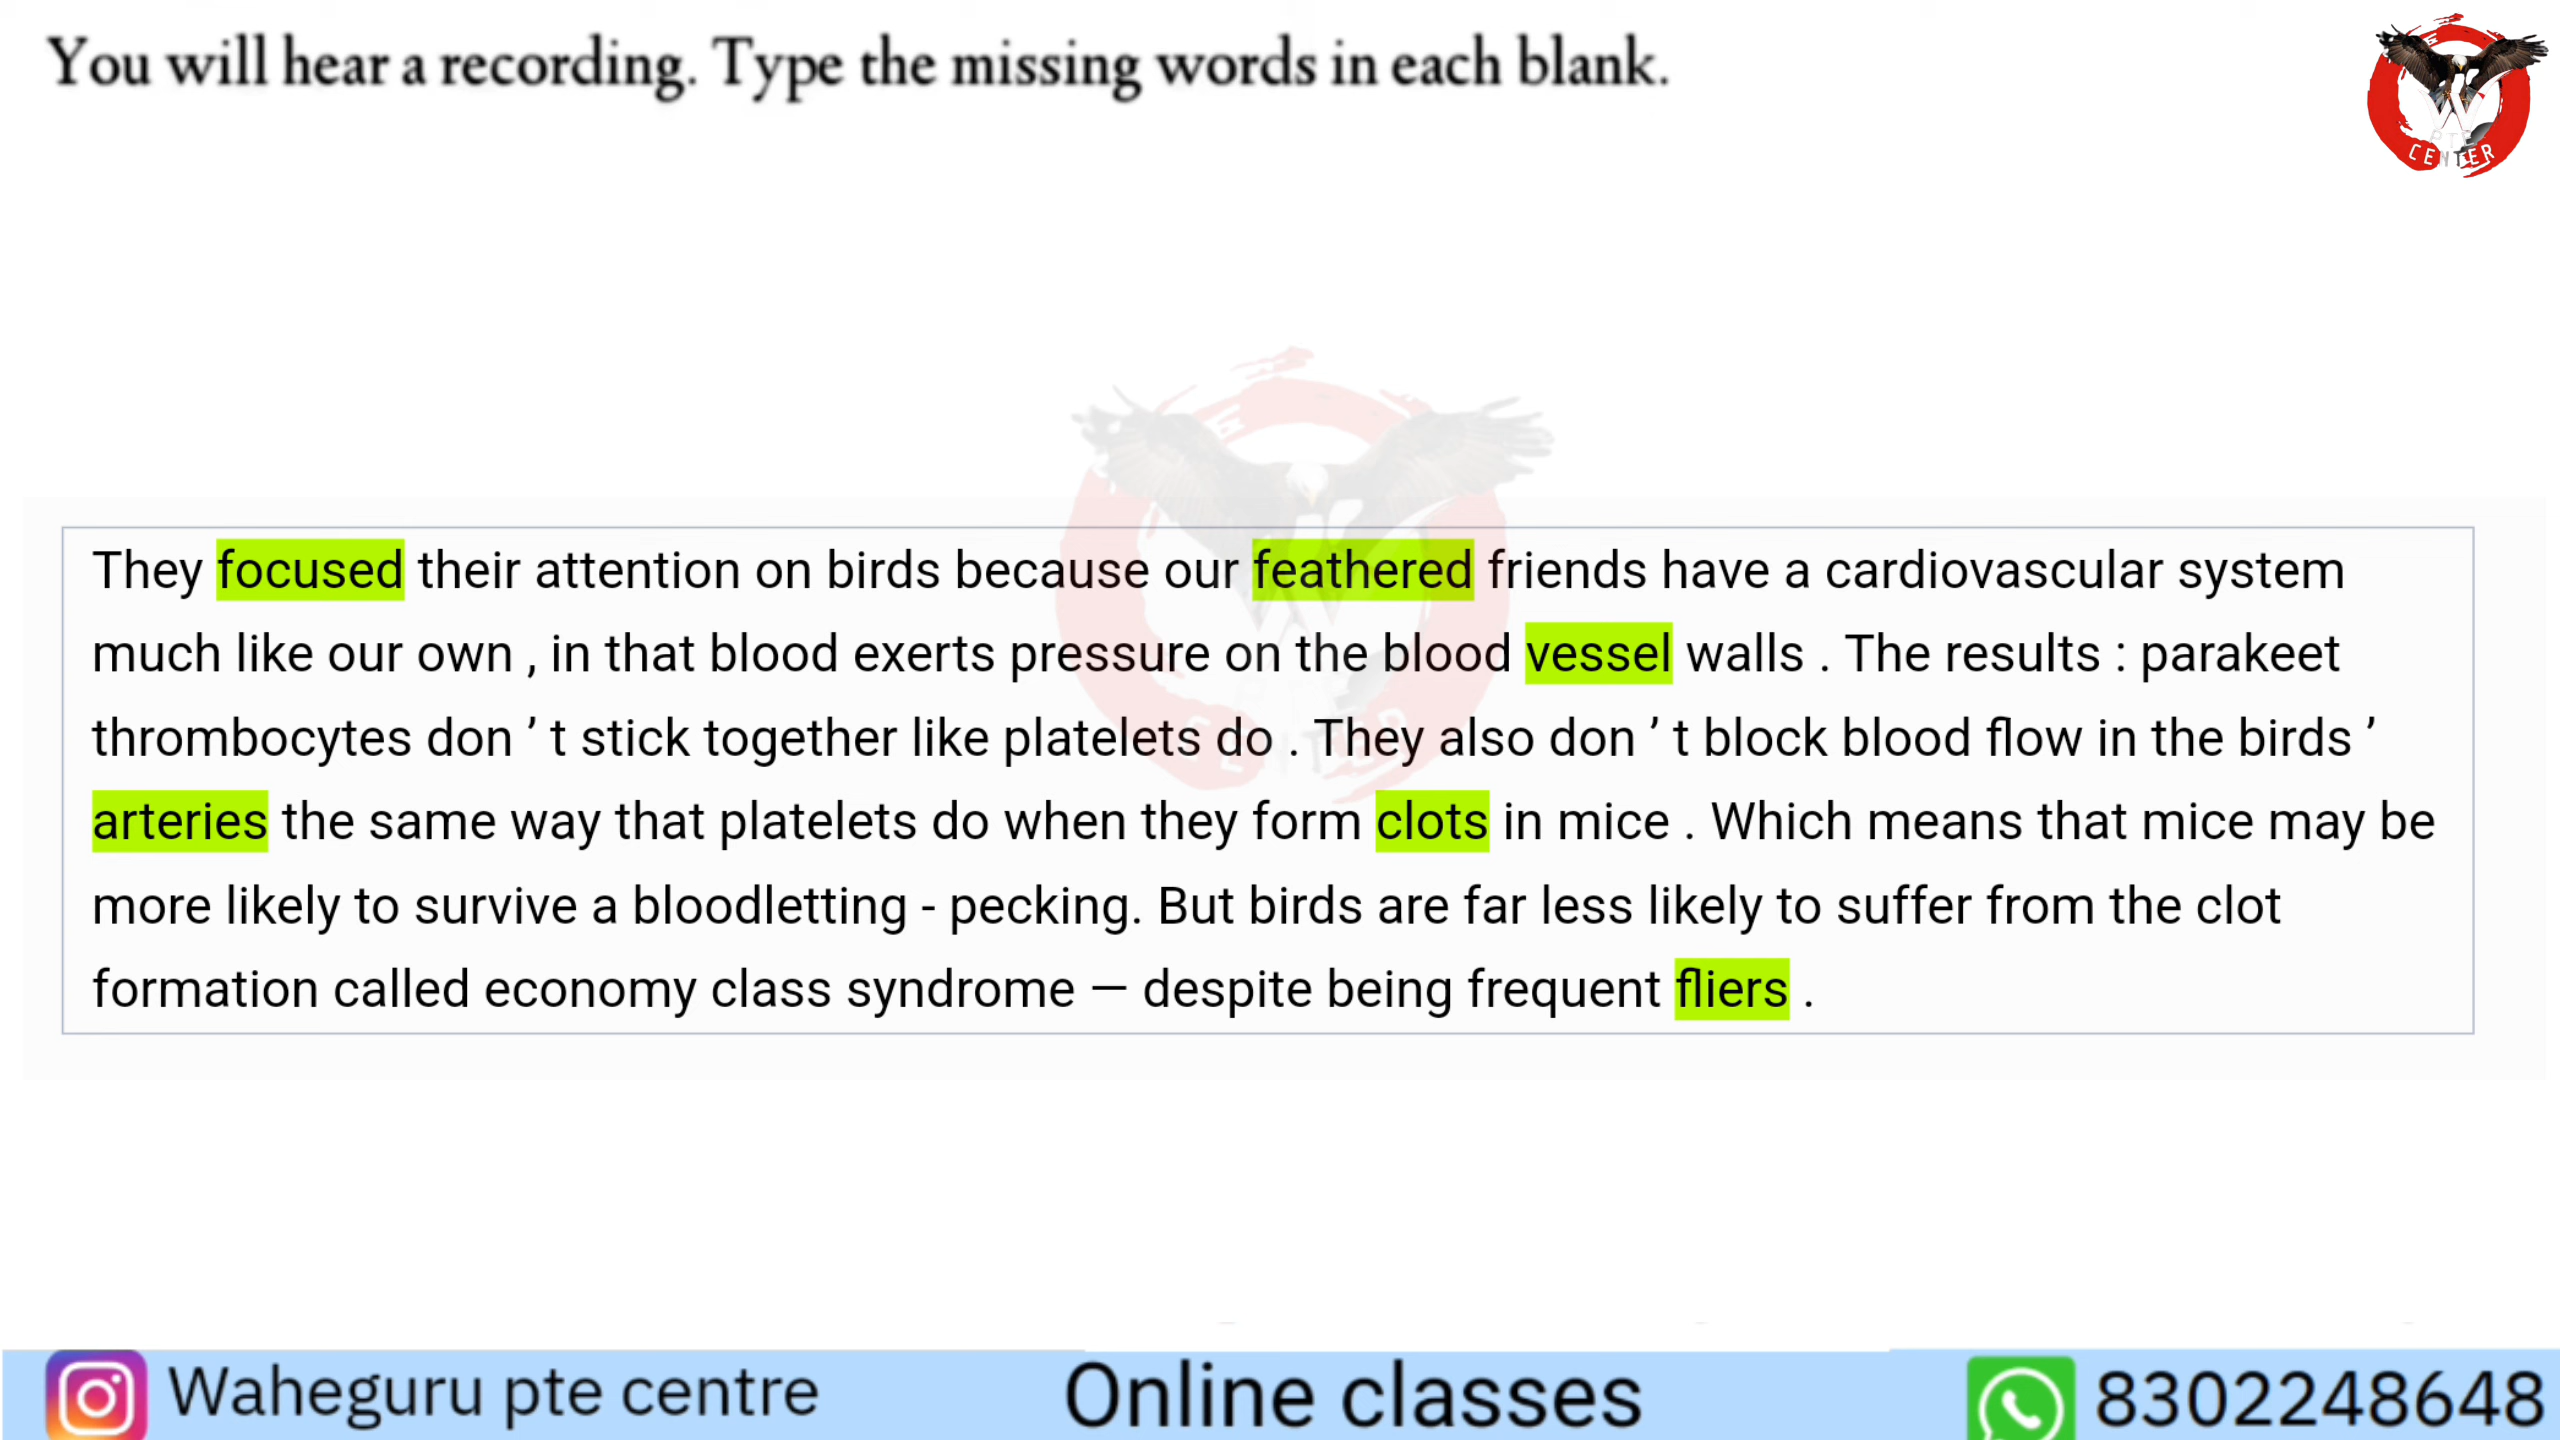 You will hear a recording. Type the missing words in each blank.
CENTER
They focused their attention on birds because our feathered friends have a cardiovascular system
much like our own , in that blood exerts pressure on the blood vessel walls . The results : parakeet
thrombocytes don ’ t stick together like platelets do . They also don ’ t block blood flow in the birds ’
arteries the same way that platelets do when they form clots in mice . Which means that mice may be
more likely to survive a bloodletting - pecking. But birds are far less likely to suffer from the clot
formation called economy class syndrome — despite being frequent fliers .
Waheguru pte centre
Online classes
8302248648